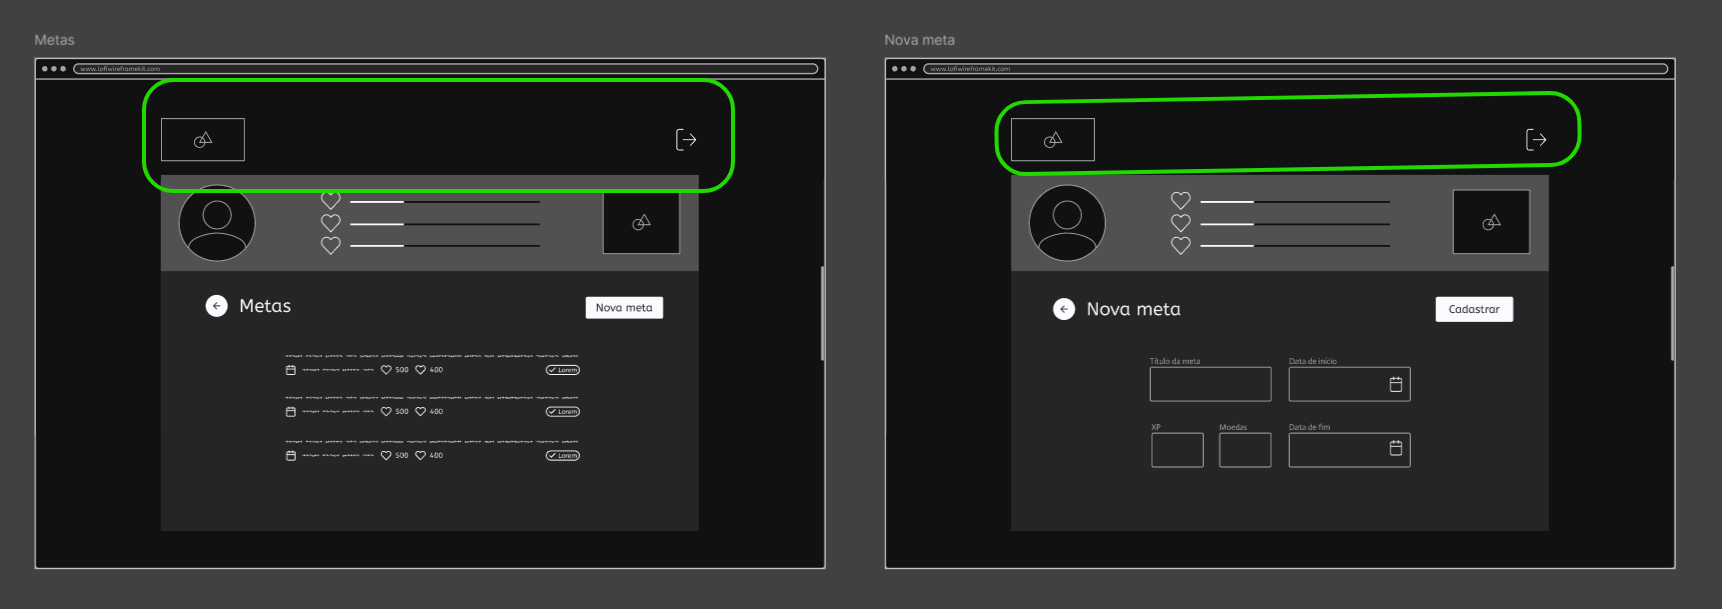 Metas
www.lofiwireframekit.com
Metas
Nova meta
500 400 Lorem
500 400 Lorem
500 400 Lorem
Nova meta
www.lofiwireframekit.com
Nova meta
Cadastrar
Título da meta
Data de início
XP
Moedas
Data de fim